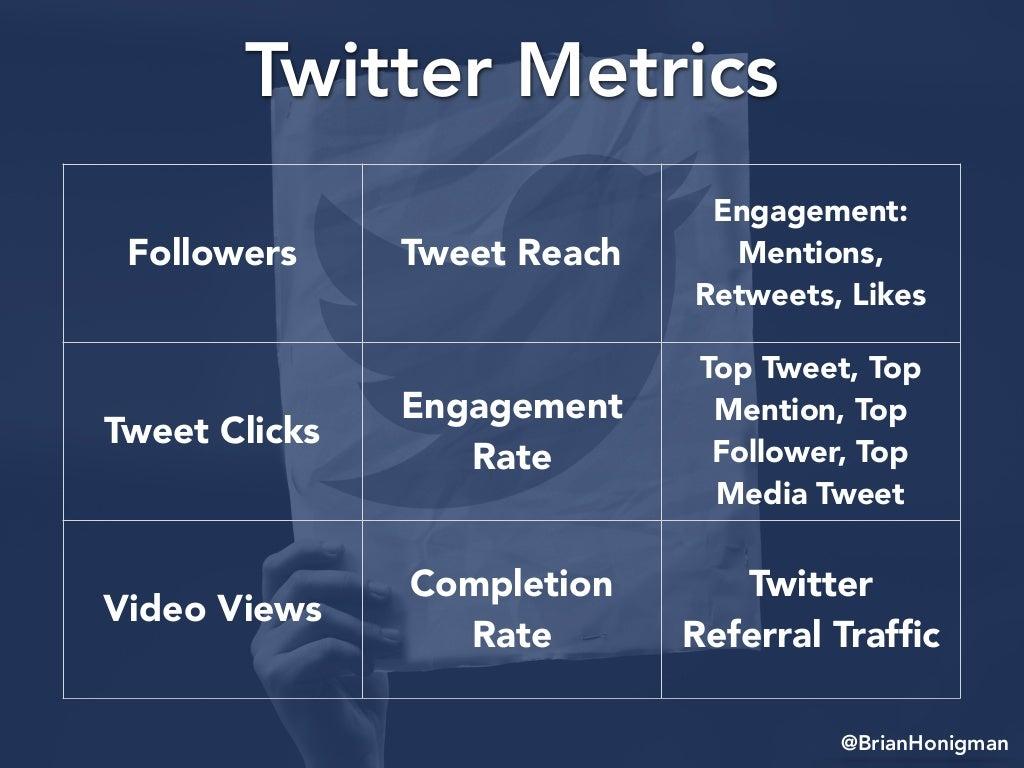 Twitter Metrics
Followers
Tweet Reach
Engagement:
Mentions,
Retweets, Likes
Tweet Clicks
Engagement
Rate
Top Tweet, Top
Mention, Top
Follower, Top
Media Tweet
Video Views
Completion
Rate
Twitter
Referral Traffic
@BrianHonigman